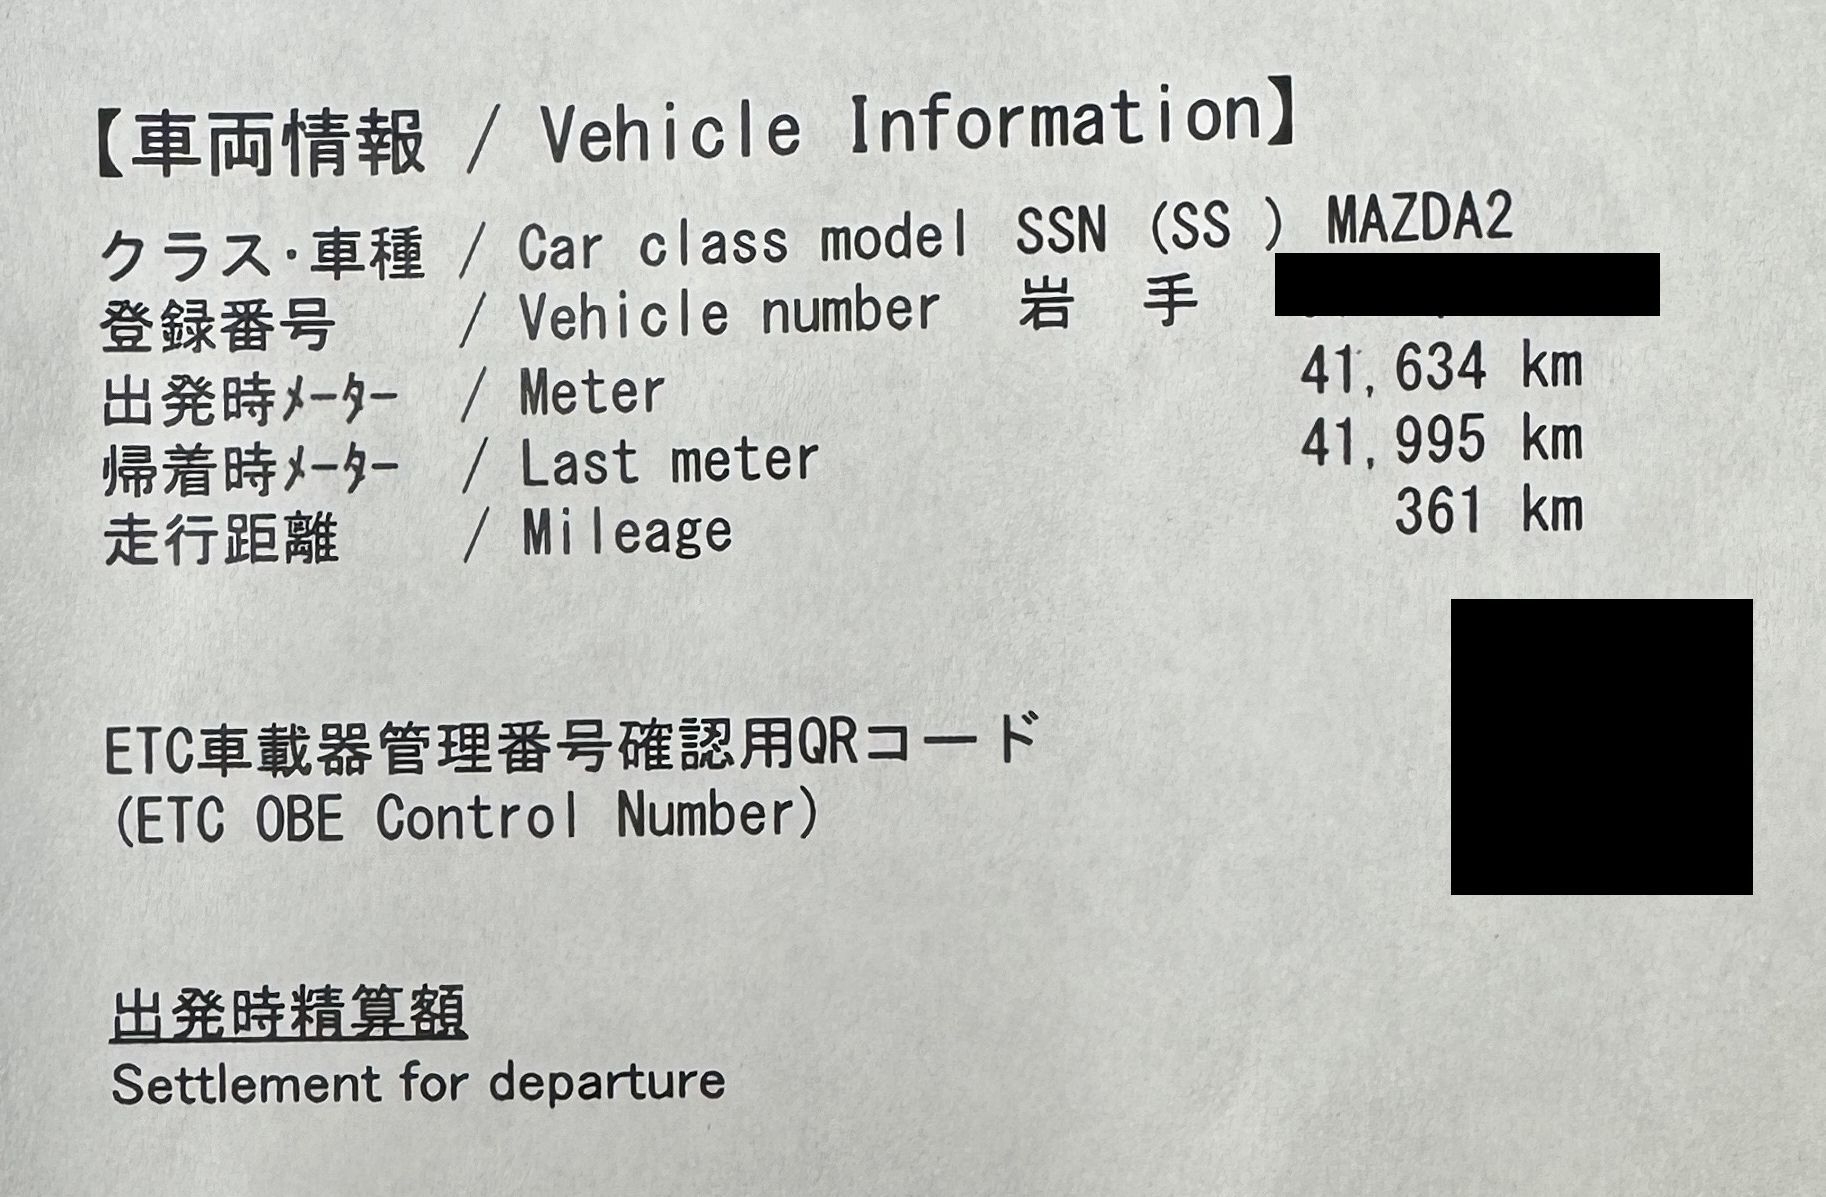 【車両情報 / Vehicle Information】
クラス・車種 / Car class model SSN (SS ) MAZDA2
登録番号 / Vehicle number 岩 手
出発時ﾒｰﾀｰ / Meter 41,634 km
帰着時ﾒｰﾀｰ / Last meter 41,995 km
走行距離 / Mileage 361 km
ETC車載器管理番号確認用QRコード
(ETC OBE Control Number)
出発時精算額
Settlement for departure